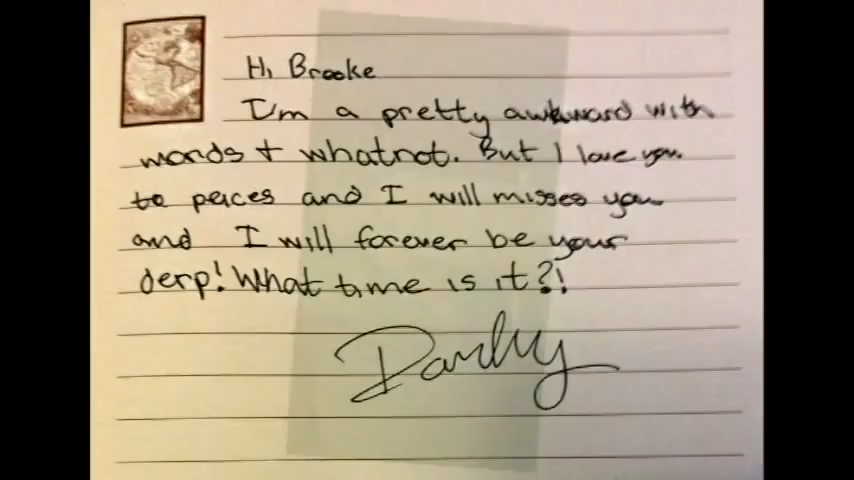 Hi Brooke
I'm a pretty awkward with
words + whatnot. But I love you
to peices and I will misses you
and I will forever be your
derp! What time is it?!